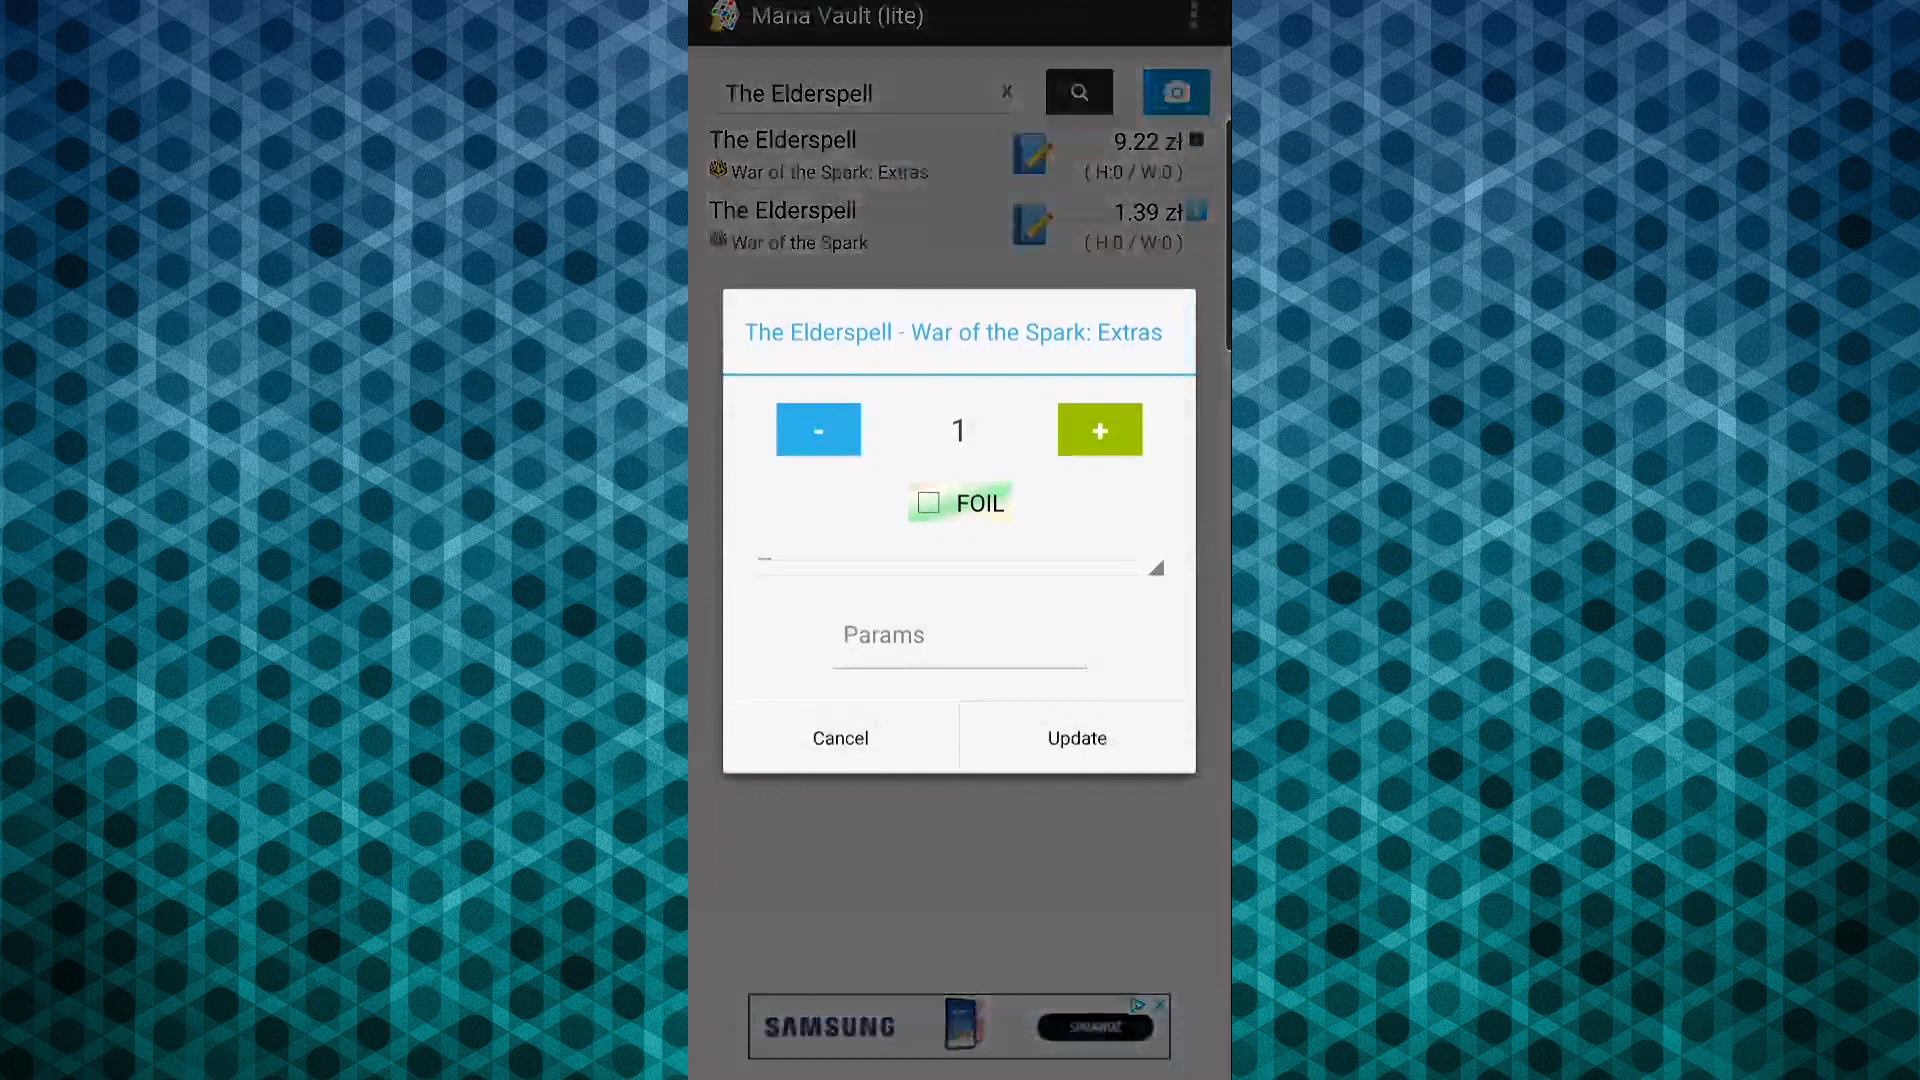 Mana Vault (lite)
The Elderspell X
The Elderspell 9.22 zł
War of the Spark: Extras ( H:0 / W:0 )
The Elderspell 1.39 zł
War of the Spark ( H:0 / W:0 )
The Elderspell - War of the Spark: Extras
- 1 +
FOIL
Params
Cancel Update
SAMSUNG SPRAWDŹ